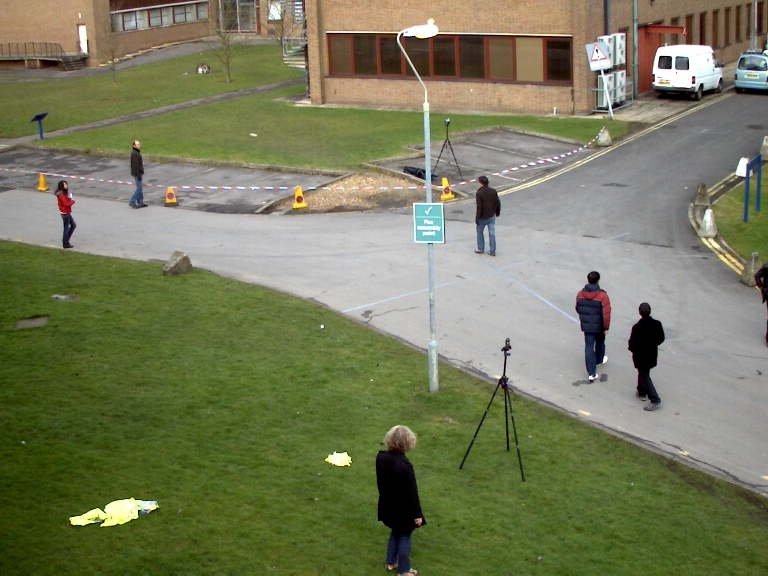 Fire
assembly
point